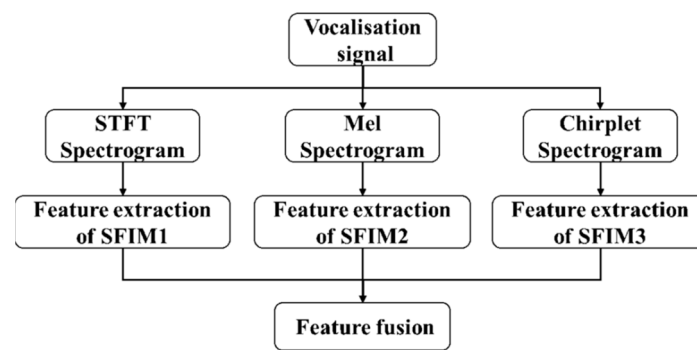 Vocalisation
signal
STFT
Spectrogram
Mel
Spectrogram
Chirplet
Spectrogram
Feature extraction
of SFIM1
Feature extraction
of SFIM2
Feature extraction
of SFIM3
Feature fusion